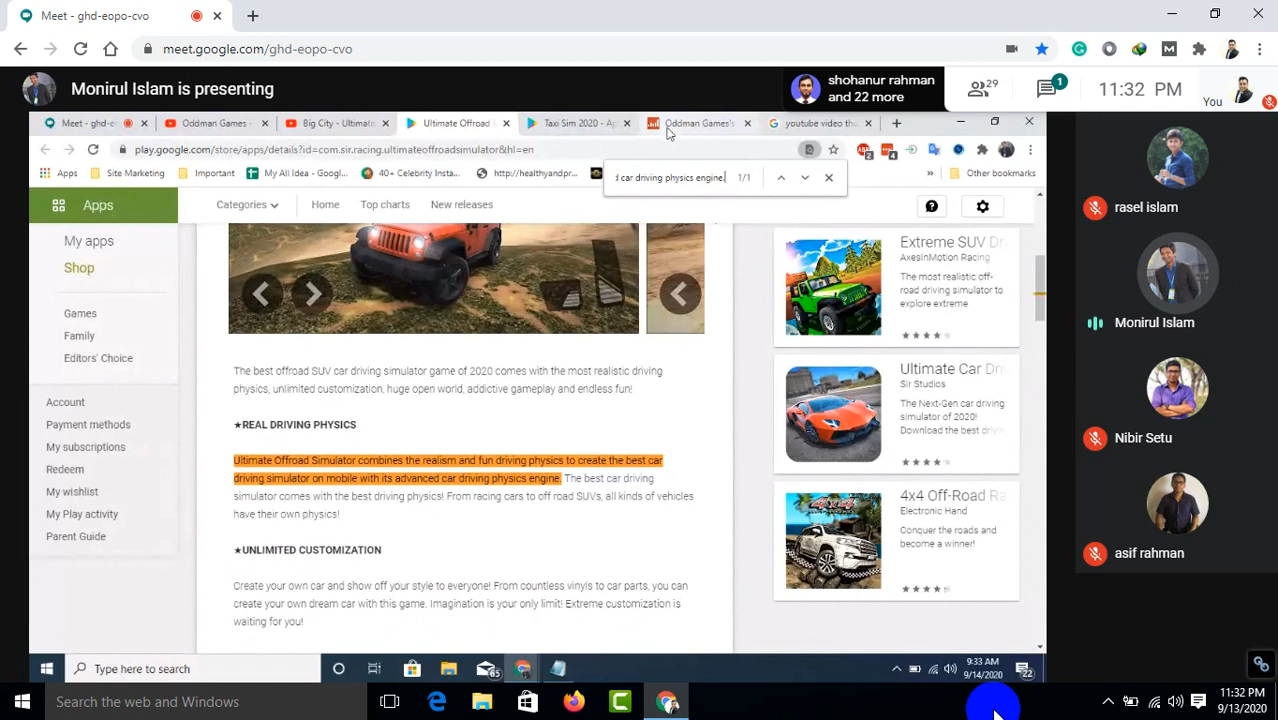 Meet - ghd-eopo-cvo
meet.google.com/ghd-eopo-cvo
Monirul Islam is presenting
shohanur rahman
and 22 more
29
1
11:32 PM
You
Meet - ghd-e
Oddman Games -
Big City - Ultimate
Ultimate Offroad S
Taxi Sim 2020 - Ap
Oddman Games's
youtube video thu
play.google.com/store/apps/details?id=com.sir.racing.ultimateoffroadsimulator&hl=en
Apps
Site Marketing
Important
My Account | Host...
40+ Celebrity Insta...
http://healthyandpr...
car driving physics engine.
1/1
Apps
Categories
Home
Top charts
New releases
My apps
Shop
Games
Family
Editors' Choice
Account
Payment methods
My subscriptions
Redeem
My wishlist
My Play activity
Parent Guide
The best offroad SUV car driving simulator game of 2020 comes with the most realistic driving
physics, unlimited customization, huge open world, addictive gameplay and endless fun!
★REAL DRIVING PHYSICS
Ultimate Offroad Simulator combines the realism and fun driving physics to create the best car
driving simulator on mobile with its advanced car driving physics engine. The best car driving
simulator comes with the best driving physics! From racing cars to off road SUVs, all kinds of vehicles
have their own physics!
★UNLIMITED CUSTOMIZATION
Create your own car and show off your style to everyone! From countless vinyls to car parts, you can
create your own dream car with this game. Imagination is your only limit! Extreme customization is
waiting for you!
Extreme SUV Dr
AxesInMotion Racing
The most realistic off-
road driving simulator to
explore extreme
Ultimate Car Dri
Sir Studios
The Next-Gen car driving
simulator of 2020!
Download the best drivi
4x4 Off-Road Ra
Electronic Hand
Conquer the roads and
become a winner!
rasel islam
Monirul Islam
Nibir Setu
asif rahman
Type here to search
65
9:33 AM
9/14/2020
22
Search the web and Windows
11:32 PM
9/13/2020